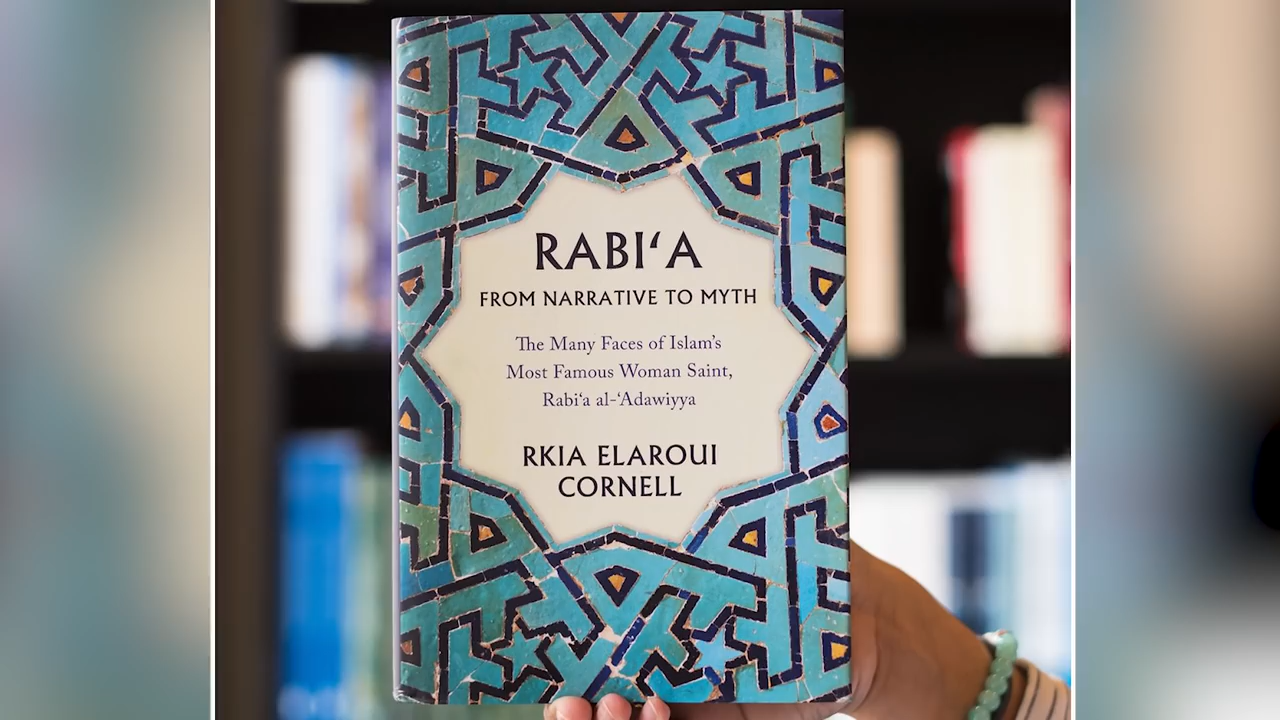 RABI‘A
FROM NARRATIVE TO MYTH
The Many Faces of Islam’s
Most Famous Woman Saint,
Rabi‘a al-‘Adawiyya
RKIA ELAROUI
CORNELL